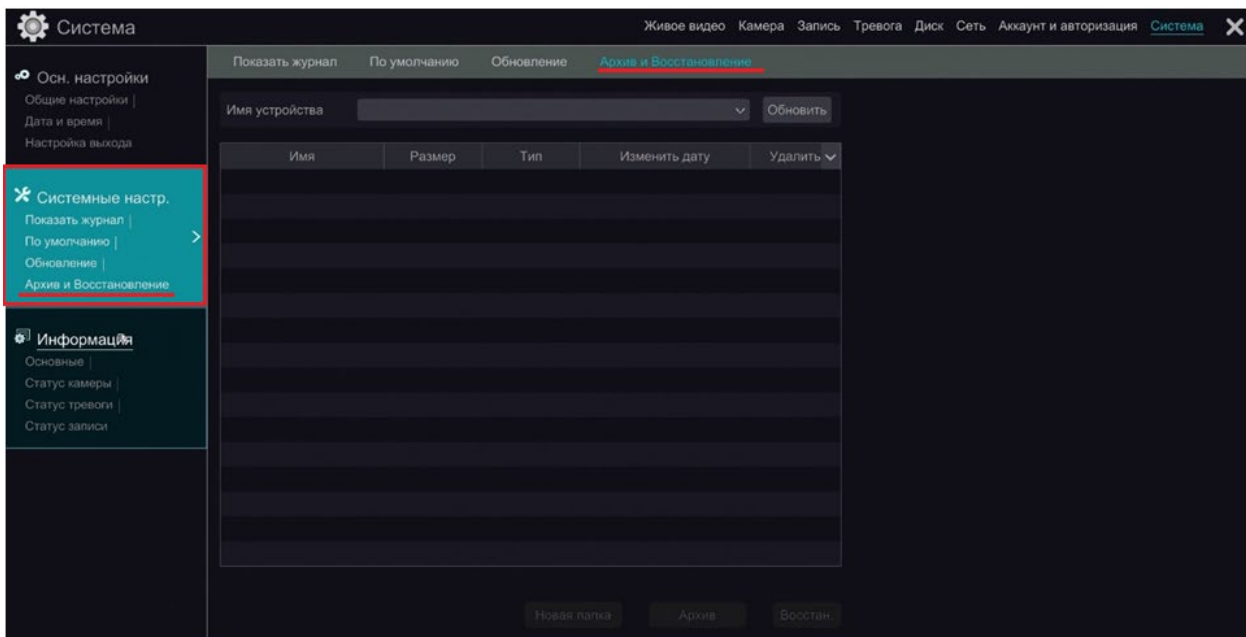 Система
Живое видео Камера Запись Тревога Диск Сеть Аккаунт и авторизация Система
Показать журнал По умолчанию Обновление Архив и Восстановление
Осн. настройки
Общие настройки |
Дата и время |
Настройка выхода
Системные настр.
Показать журнал |
По умолчанию |
Обновление |
Архив и Восстановление
Информация
Основные |
Статус камеры |
Статус тревоги |
Статус записи
Имя устройства Обновить
Имя Размер Тип Изменить дату Удалить
Новая папка Архив Восстан.